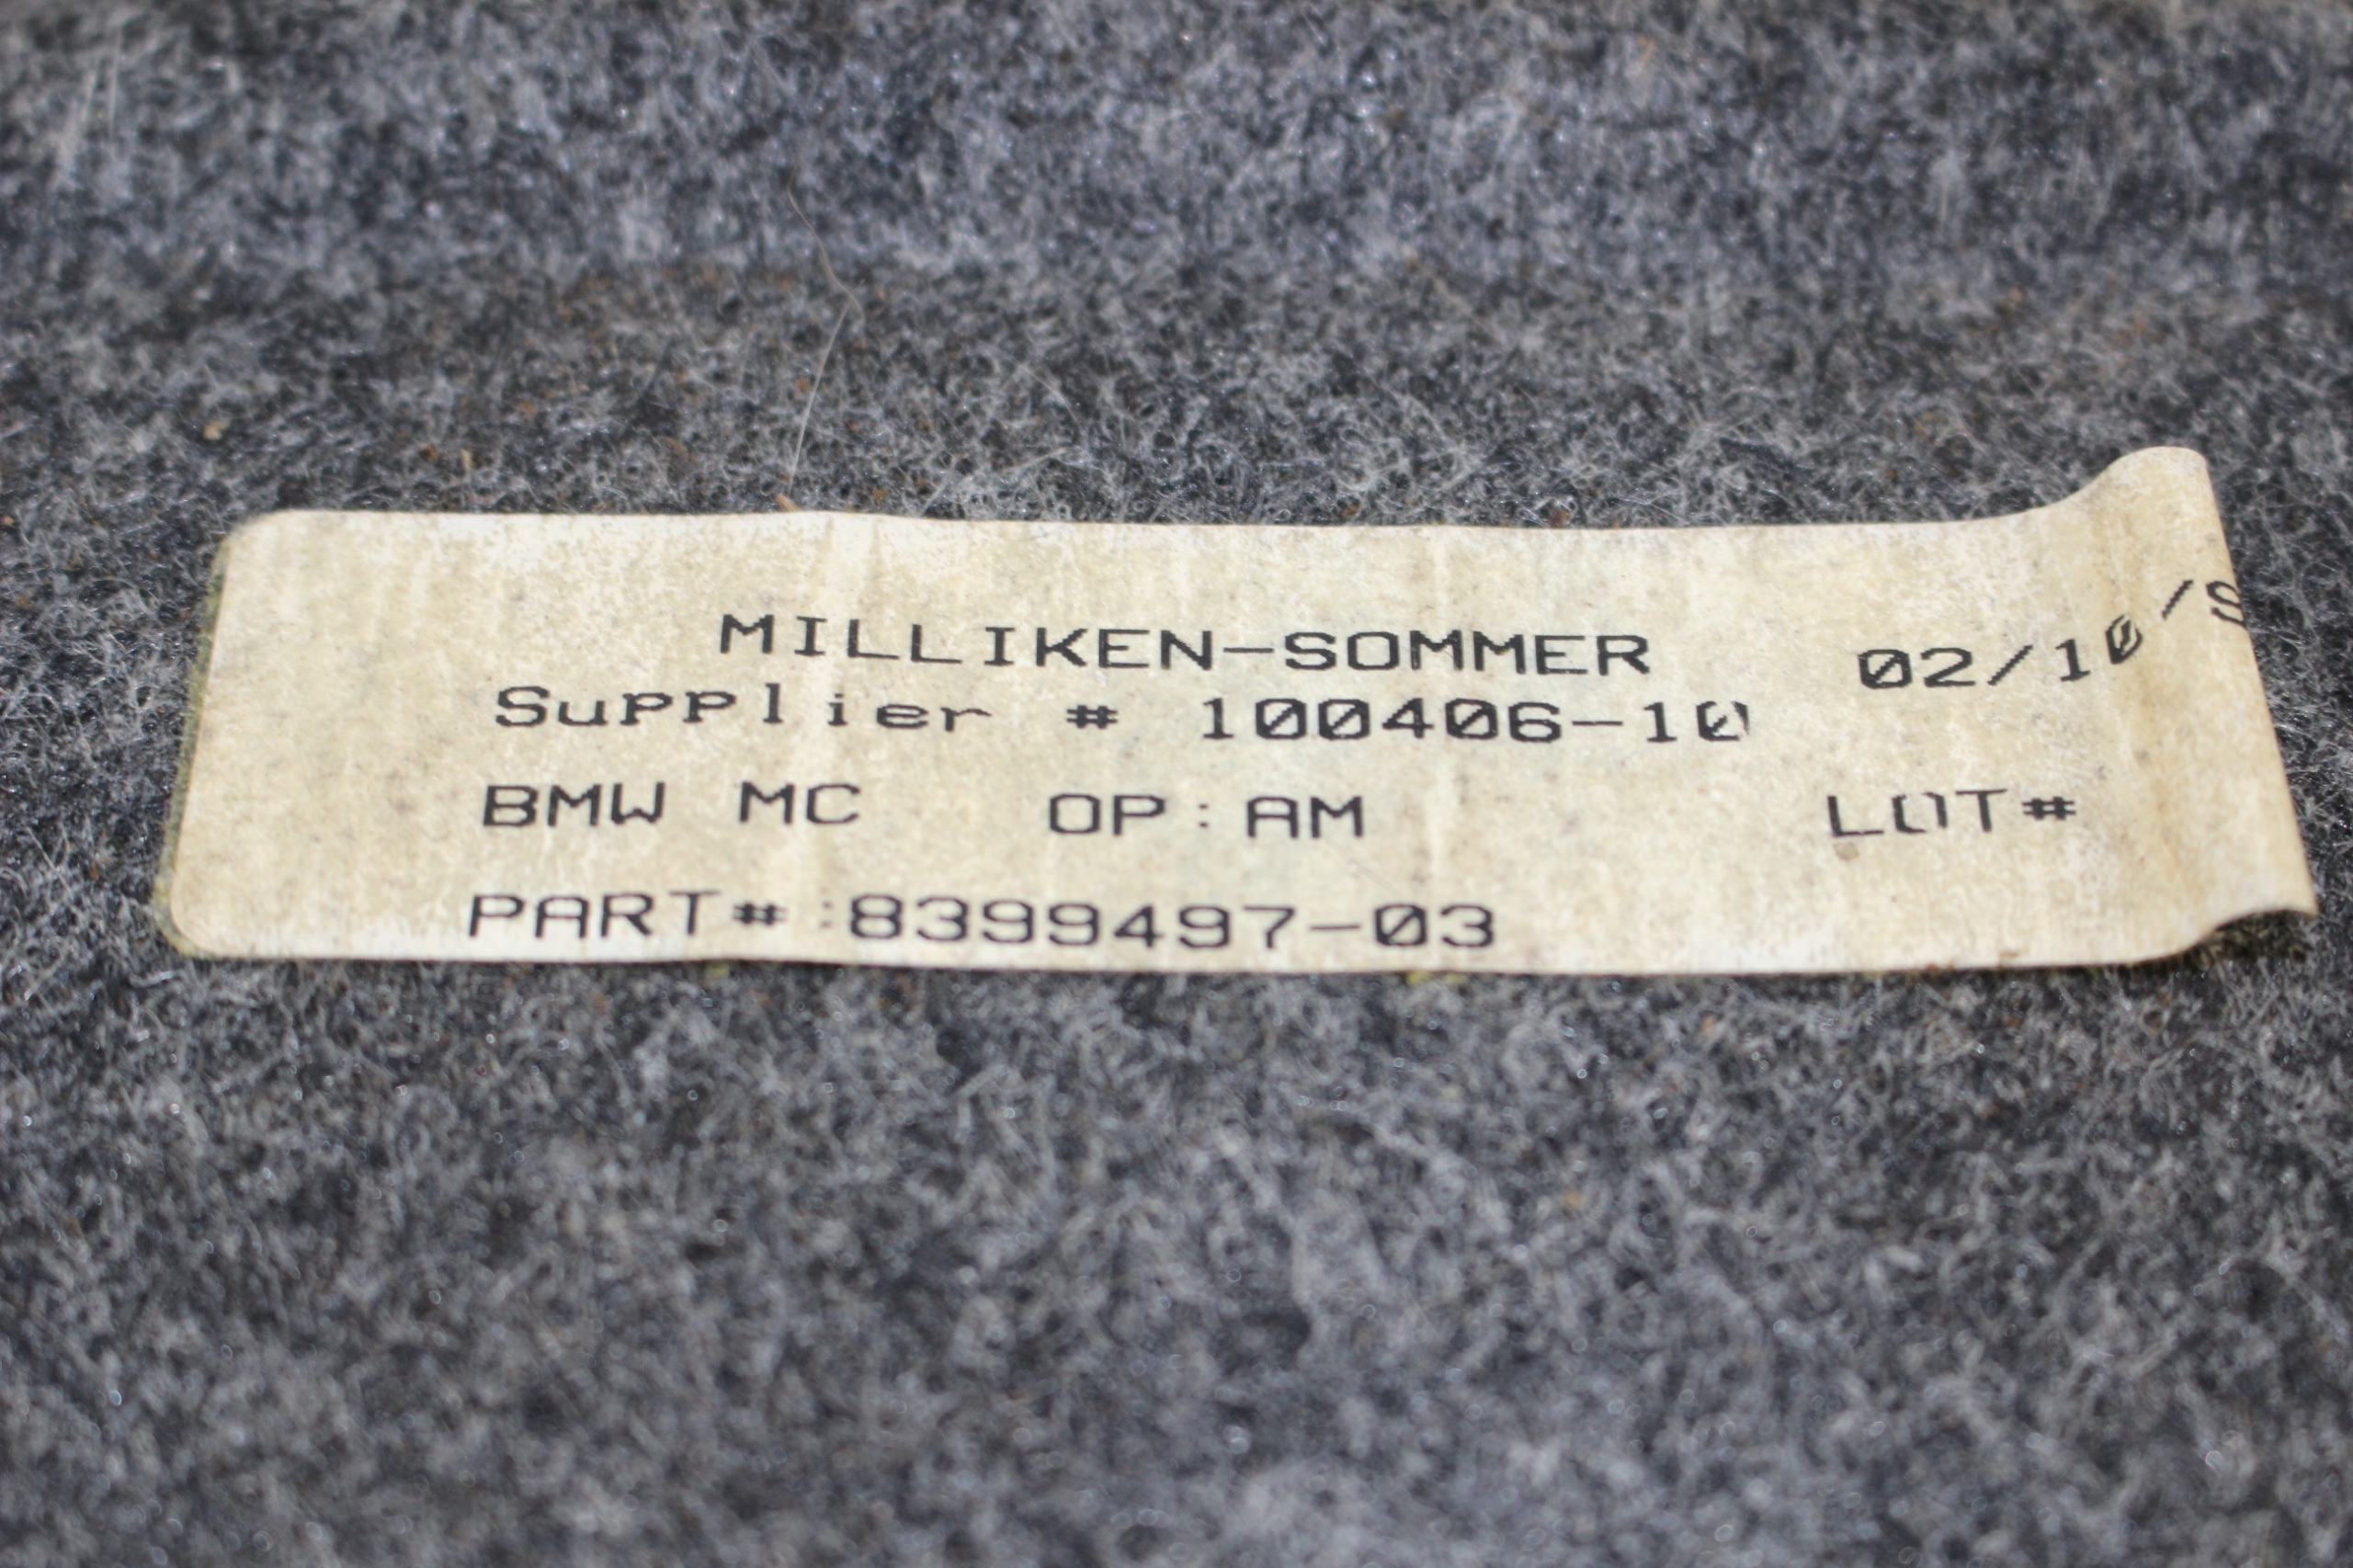 MILLIKEN-SOMMER 02/10/
Supplier # 100406-10
BMW MC OP:AM LOT#
PART#:8399497-03